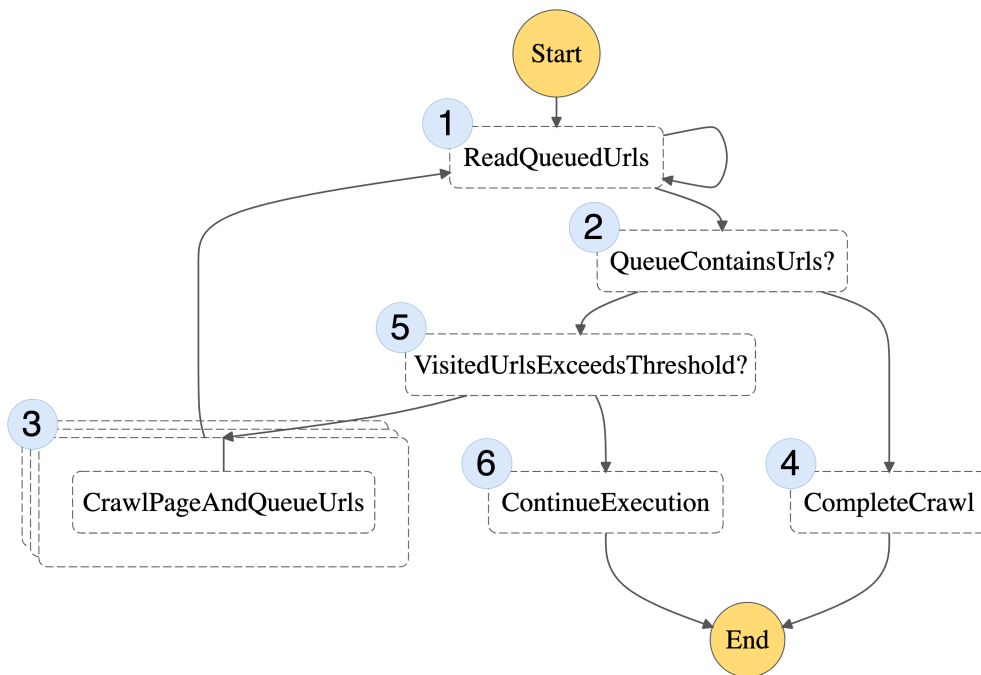 Start
1
ReadQueuedUrls
2
QueueContainsUrls?
5
VisitedUrlsExceedsThreshold?
3
CrawlPageAndQueueUrls
6
ContinueExecution
4
CompleteCrawl
End